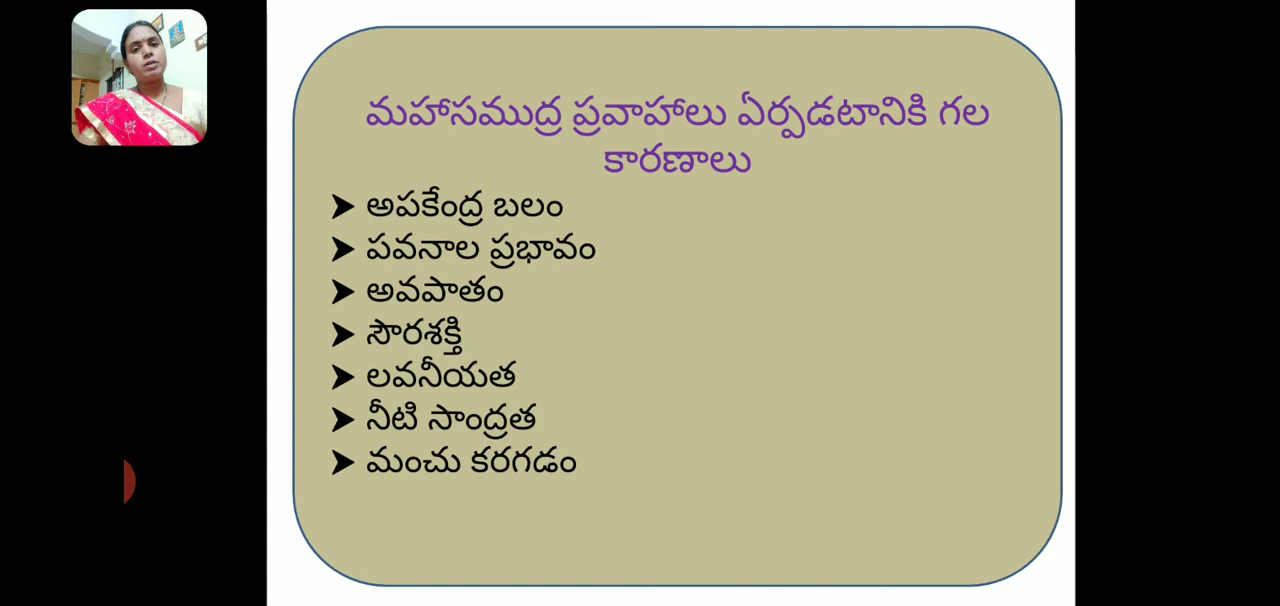 మహాసముద్ర ప్రవాహాలు ఏర్పడటానికి గల
కారణాలు
➤ అపకేంద్ర బలం
➤ పవనాల ప్రభావం
➤ అవపాతం
➤ సౌరశక్తి
➤ లవనీయత
➤ నీటి సాంద్రత
➤ మంచు కరగడం